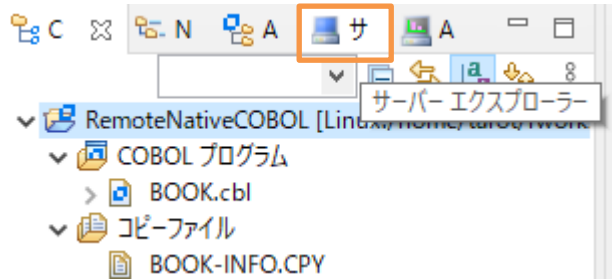 C N A サ A
サーバー エクスプローラー
RemoteNativeCOBOL [Linux:/home/tarot/rwork
COBOL プログラム
BOOK.cbl
コピーファイル
BOOK-INFO.CPY